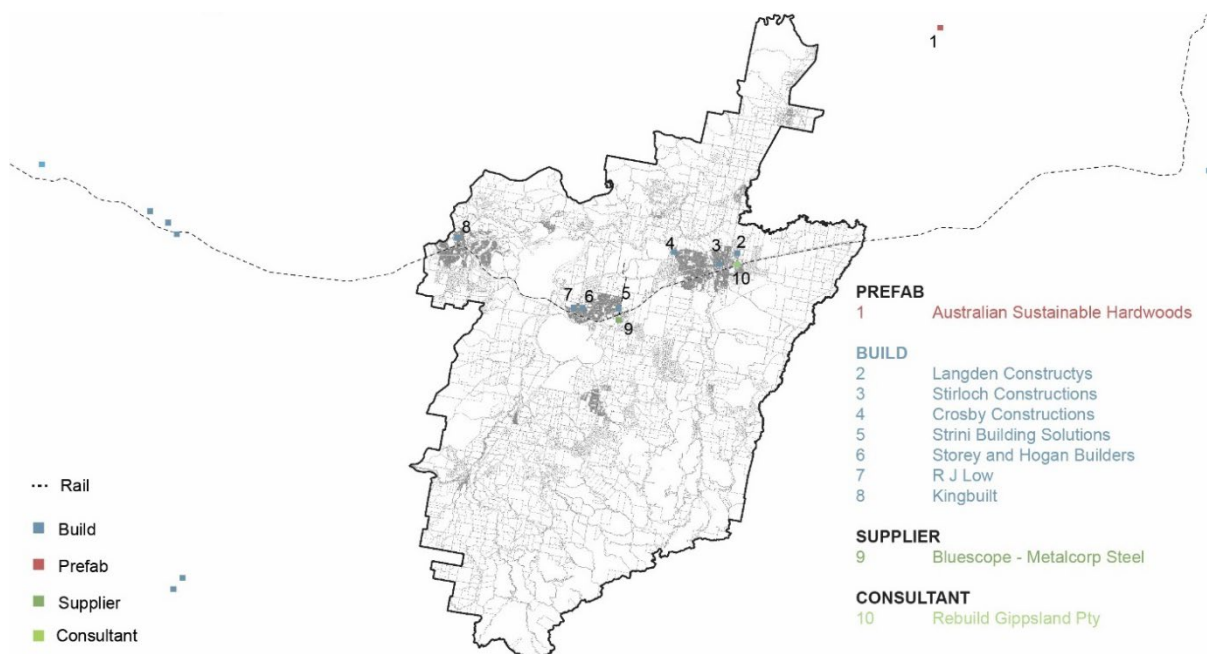 1
8
4
3
2
10
7
6
5
9
PREFAB
1 Australian Sustainable Hardwoods
BUILD
2 Langden Constructys
3 Stirloch Constructions
4 Crosby Constructions
5 Strini Building Solutions
6 Storey and Hogan Builders
7 R J Low
8 Kingbuilt
SUPPLIER
9 Bluescope - Metalcorp Steel
CONSULTANT
10 Rebuild Gippsland Pty
Rail
Build
Prefab
Supplier
Consultant